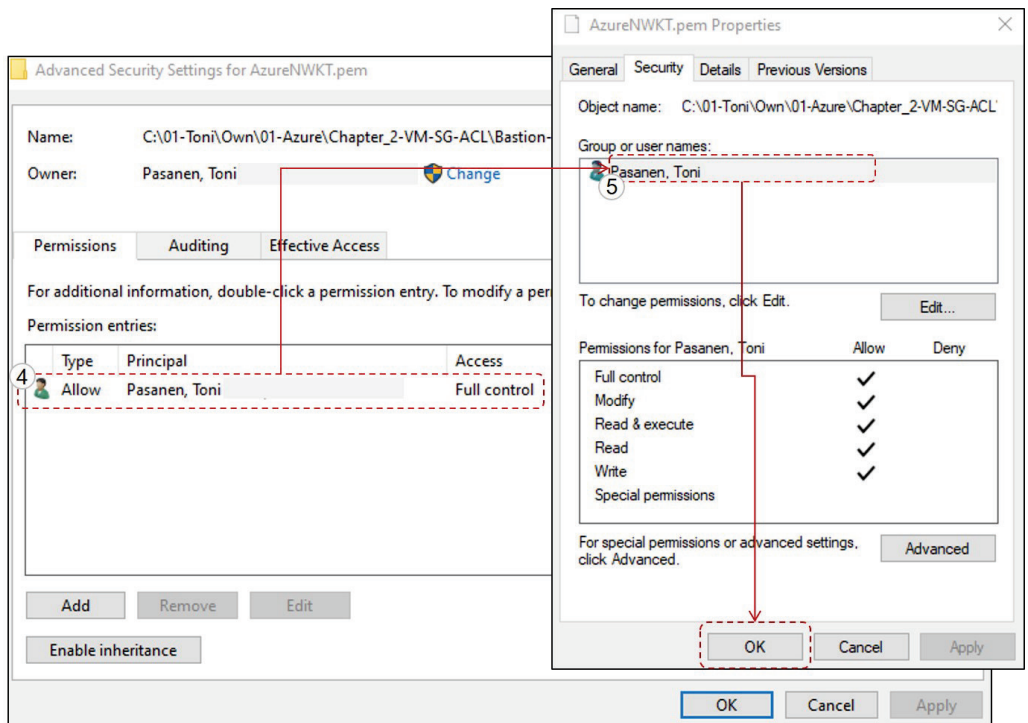 Advanced Security Settings for AzureNWKT.pem
Name: C:\01-Toni\Own\01-Azure\Chapter_2-VM-SG-ACL\Bastion-
Owner: Pasanen, Toni Change
Permissions Auditing Effective Access
For additional information, double-click a permission entry. To modify a per
Permission entries:
Type Principal Access
4
Allow Pasanen, Toni Full control
Add Remove Edit
Enable inheritance
OK Cancel Apply
AzureNWKT.pem Properties
General Security Details Previous Versions
Object name: C:\01-Toni\Own\01-Azure\Chapter_2-VM-SG-ACL\
Group or user names:
Pasanen, Toni
5
To change permissions, click Edit.
Edit...
Permissions for Pasanen, Toni Allow Deny
Full control
Modify
Read & execute
Read
Write
Special permissions
For special permissions or advanced settings,
click Advanced.
Advanced
OK Cancel Apply